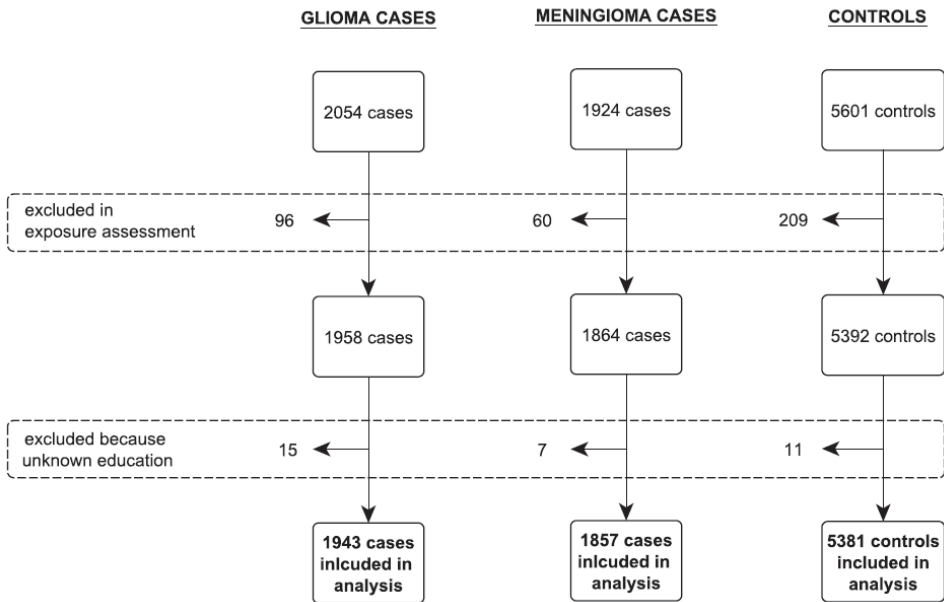 GLIOMA CASES
MENINGIOMA CASES
CONTROLS
2054 cases
1924 cases
5601 controls
excluded in
exposure assessment
96
60
209
1958 cases
1864 cases
5392 controls
excluded because
unknown education
15
7
11
1943 cases
inlcuded in
analysis
1857 cases
inlcuded in
analysis
5381 controls
included in
analysis